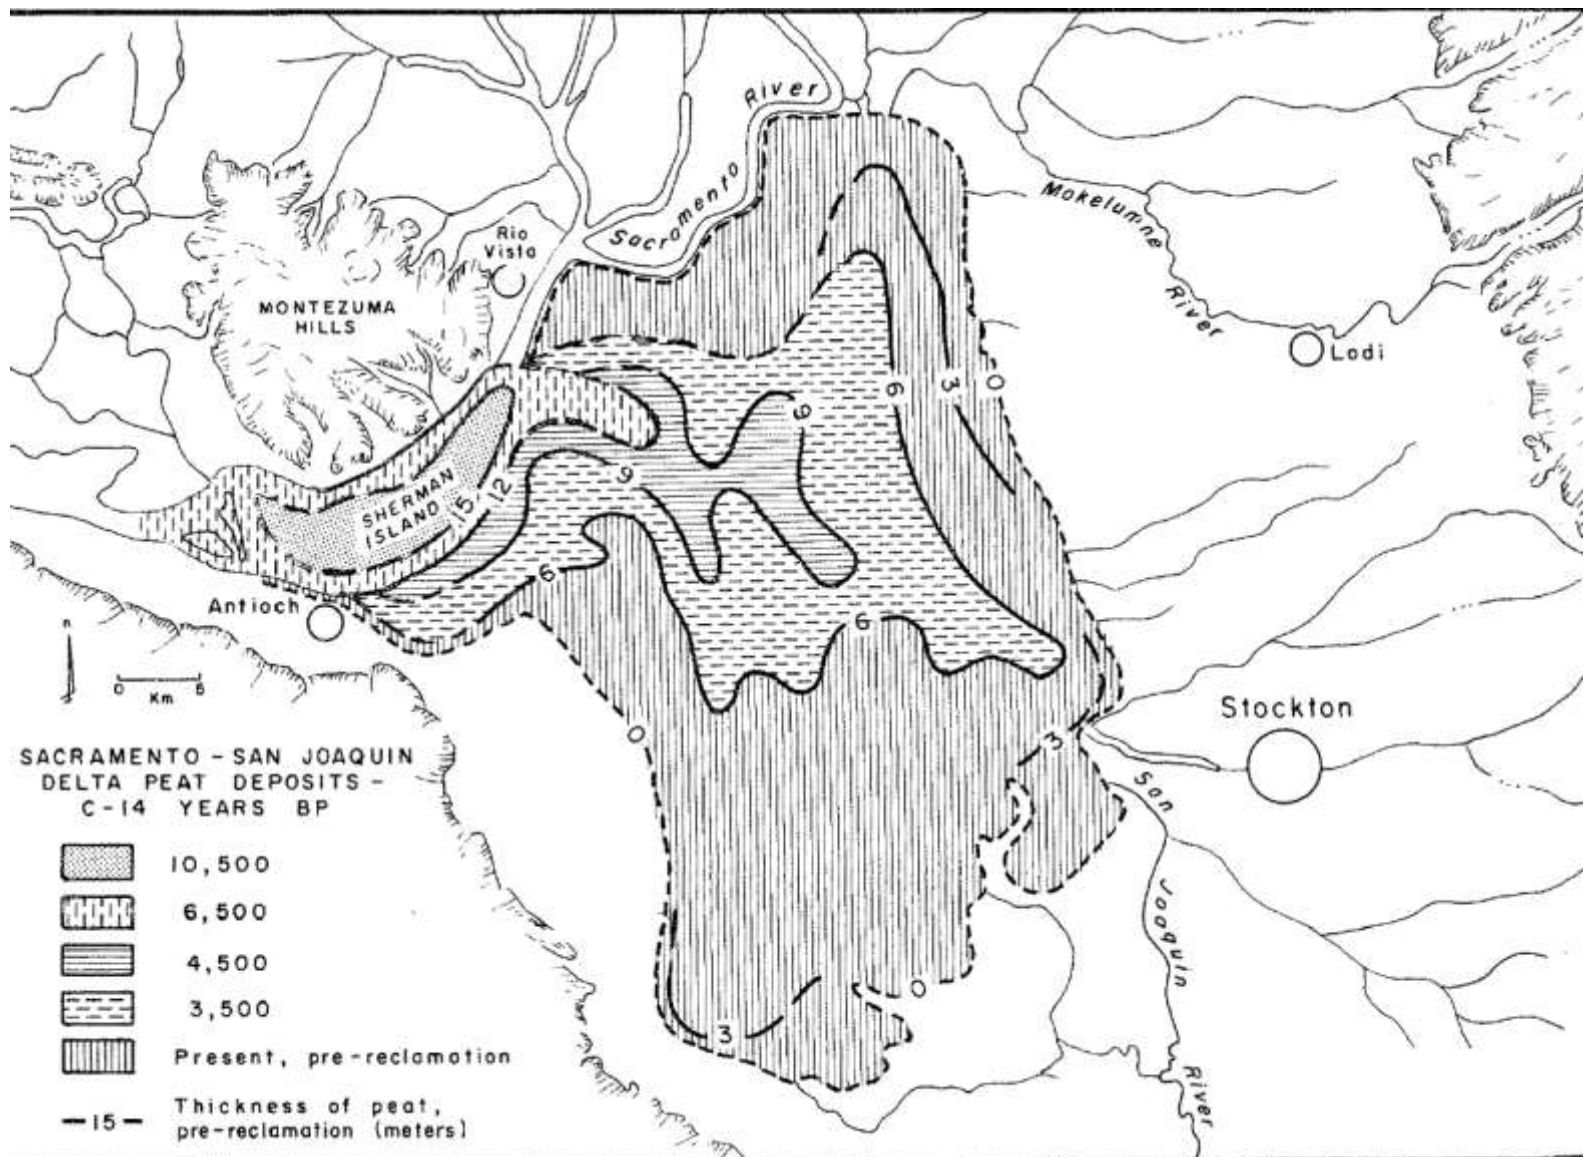 River
Sacramento
Rio
Vista
MONTEZUMA
HILLS
Mokelumne
River
Lodi
6
3
0
9
SHERMAN
ISLAND
15
12
9
6
6
Antioch
n
0 5
Km
0
3
Stockton
San
Joaquin
River
0
3
SACRAMENTO - SAN JOAQUIN
DELTA PEAT DEPOSITS -
C-14 YEARS BP
10,500
6,500
4,500
3,500
Present, pre-reclamation
15 Thickness of peat,
pre-reclamation (meters)